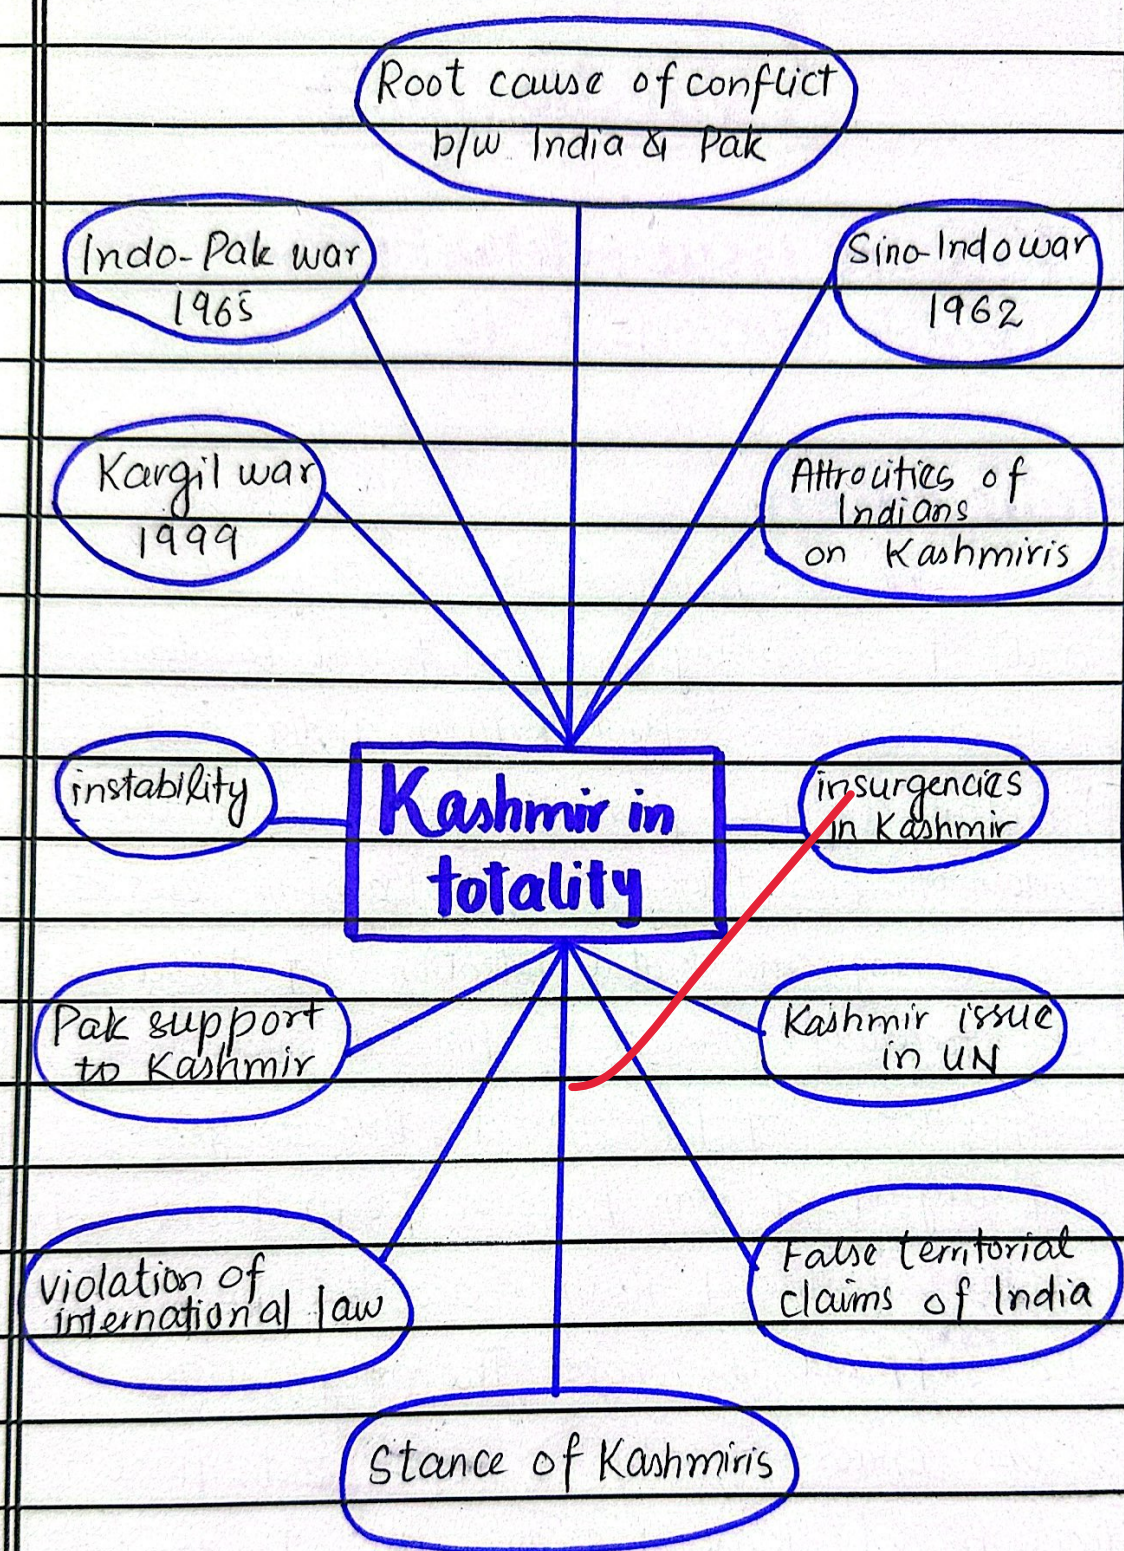 Root cause of conflict
b/w India & Pak
Indo-Pak war
1965
Sino-Indo war
1962
Kargil war
1999
Attrocities of
Indians
on Kashmiris
instability
Kashmir in
totality
insurgencies
in Kashmir
Pak support
to Kashmir
Kashmir issue
in UN
violation of
international law
False territorial
claims of India
Stance of Kashmiris